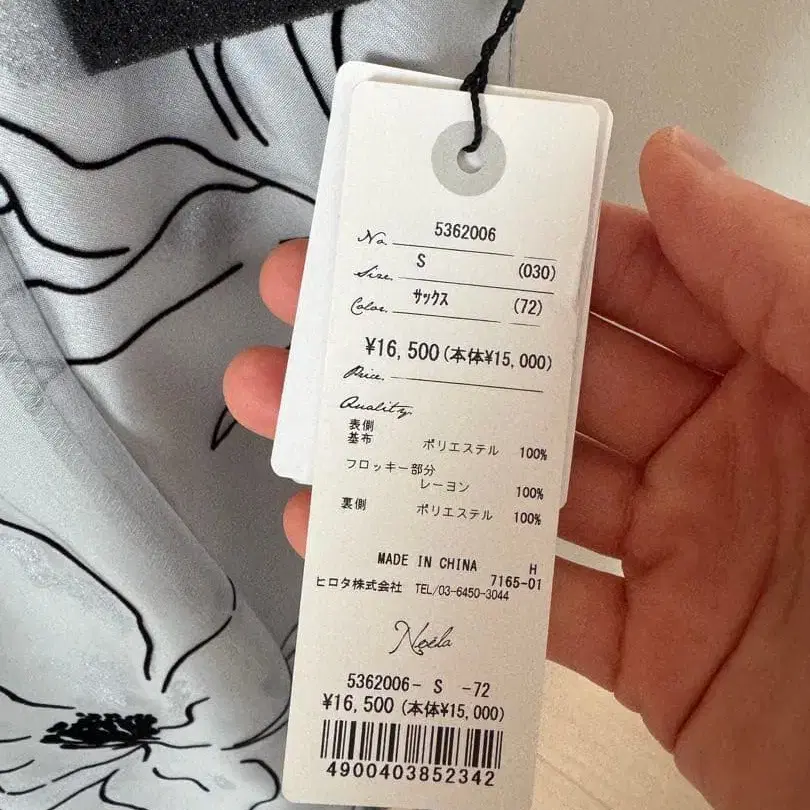 No. 5362006
Size. S (030)
Color. サックス (72)
¥16,500(本体¥15,000)
Price.
Quality.
表側
基布 ポリエステル 100%
フロッキー部分
レーヨン 100%
裏側 ポリエステル 100%
MADE IN CHINA H
7165-01
ヒロタ株式会社 TEL/03-6450-3044
Noela
5362006- S -72
¥16,500(本体¥15,000)
4900403852342